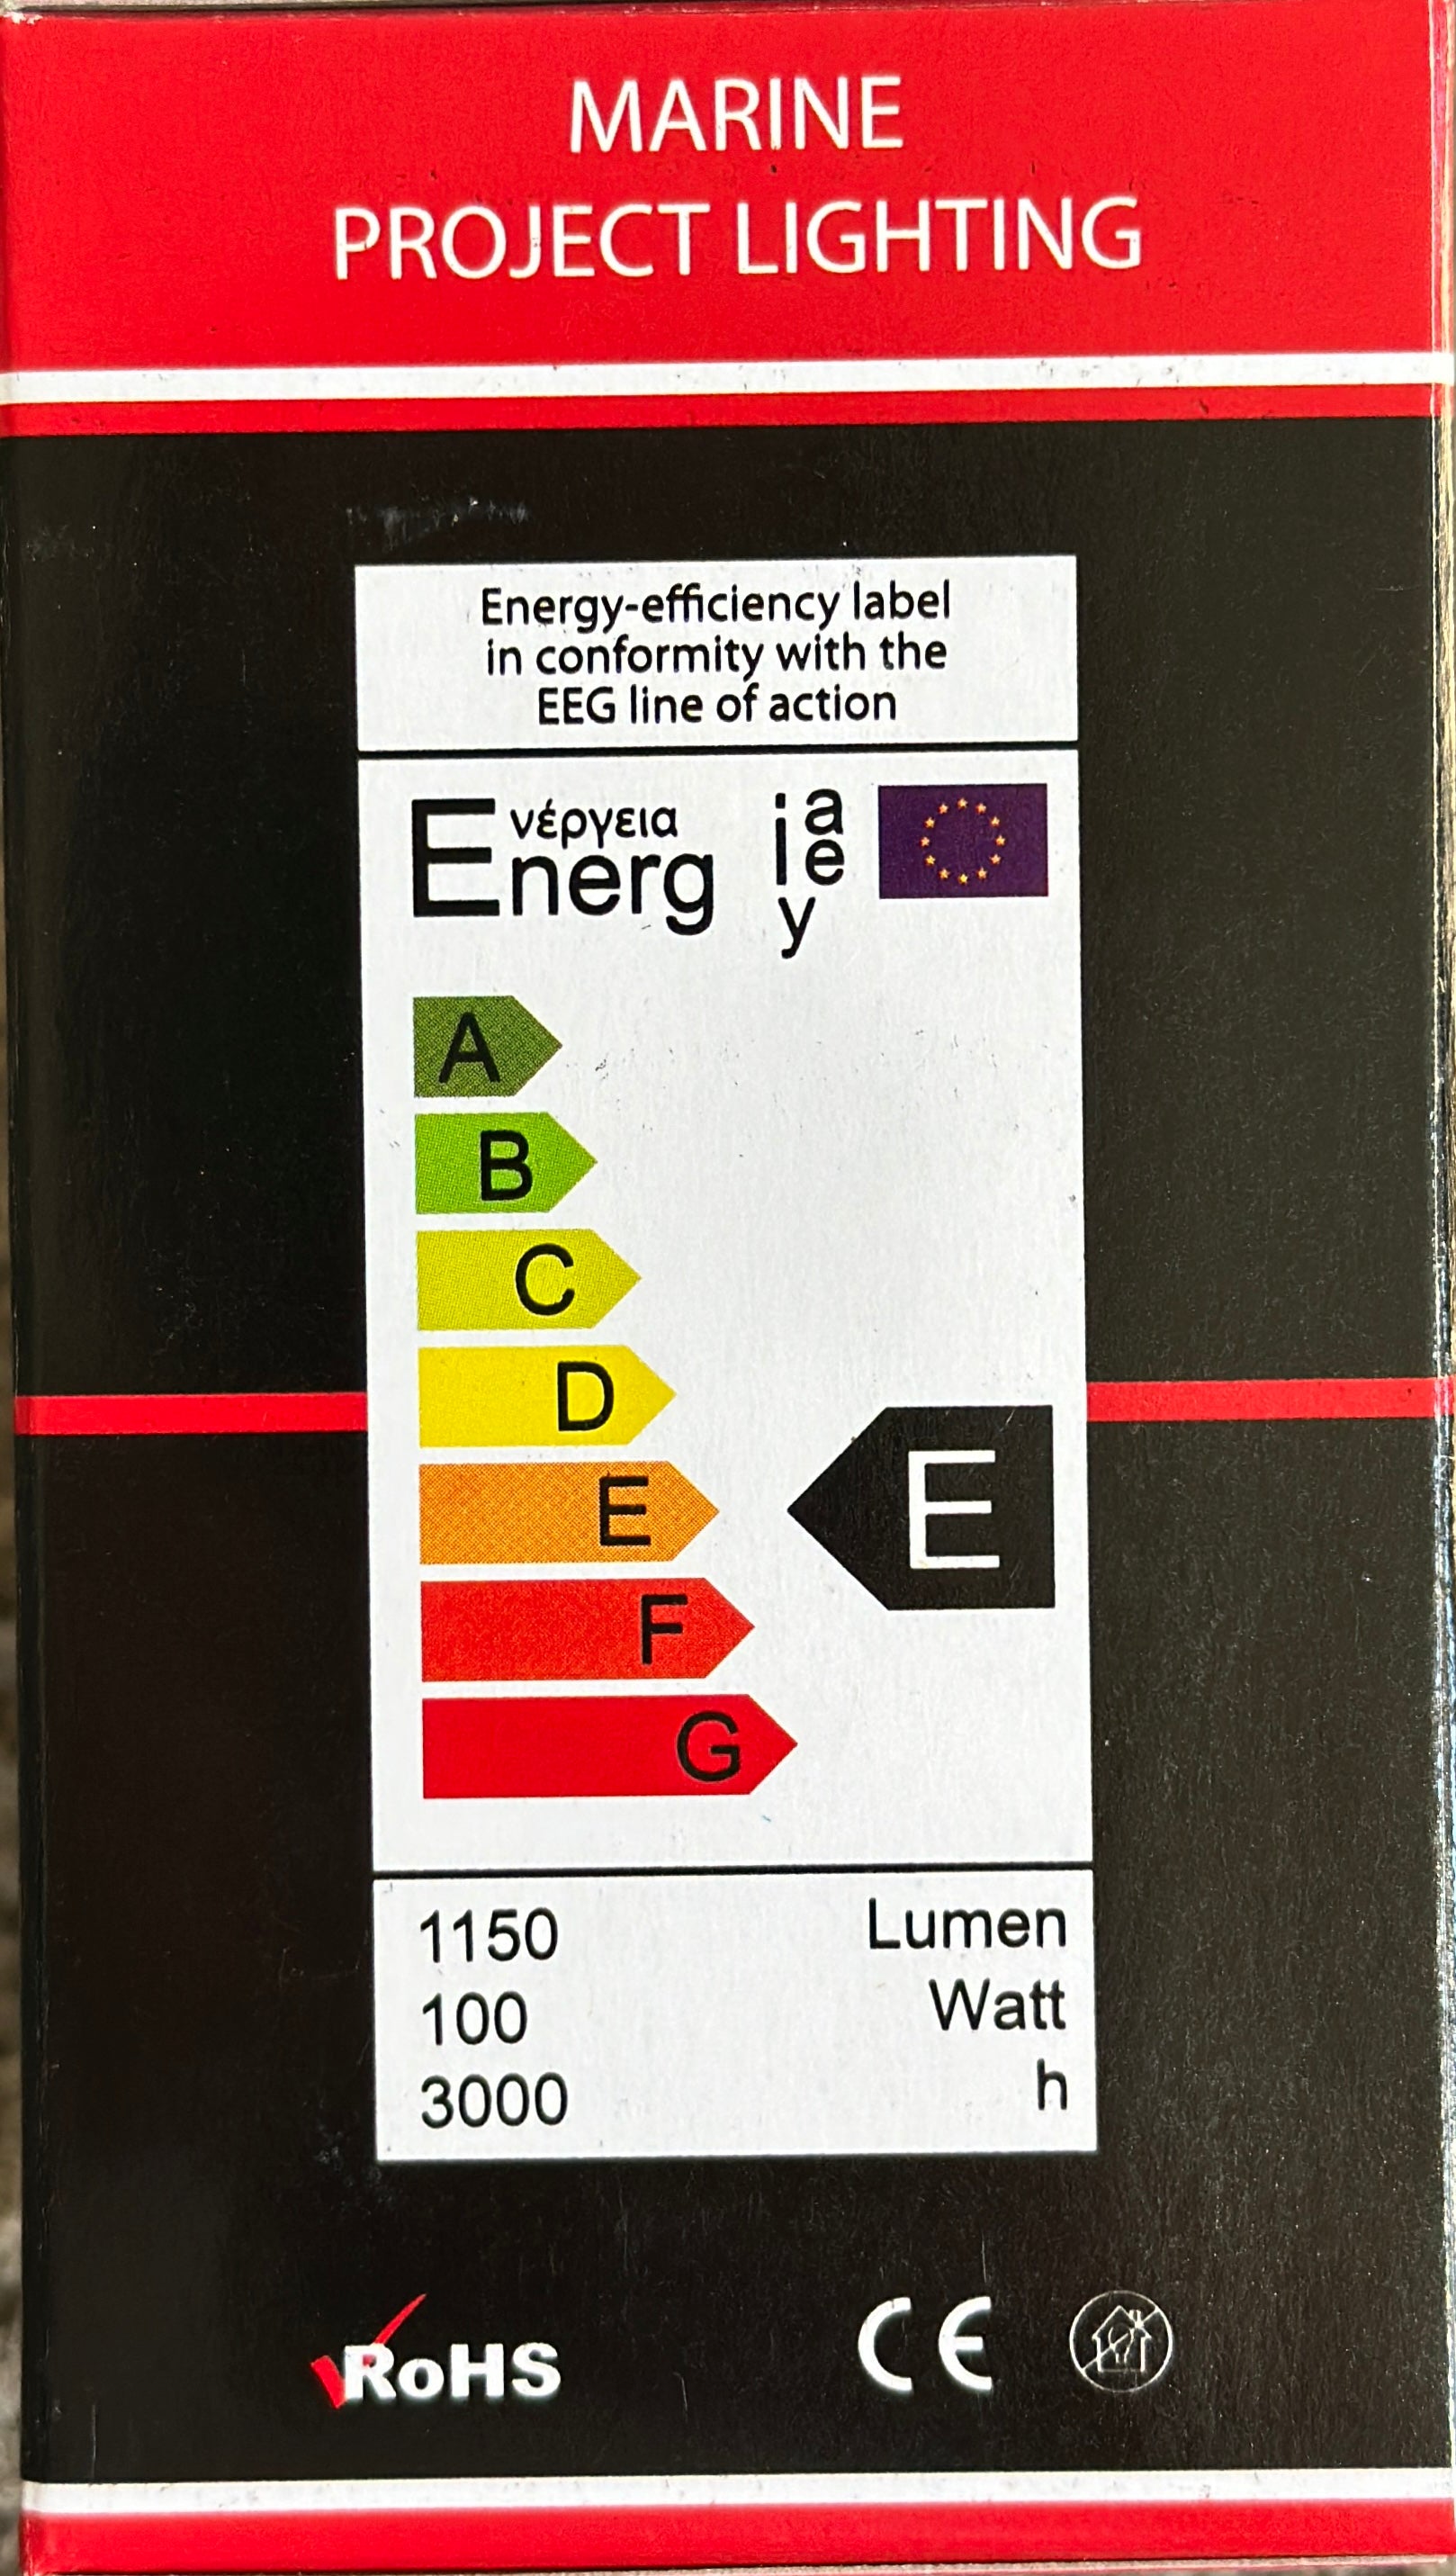 MARINE
PROJECT LIGHTING
Energy-efficiency label
in conformity with the
EEG line of action
Eνέργεια
Energ
i a
l e
y
A
B
C
D
E
E
F
G
1150 Lumen
100 Watt
3000 h
RoHS
CE